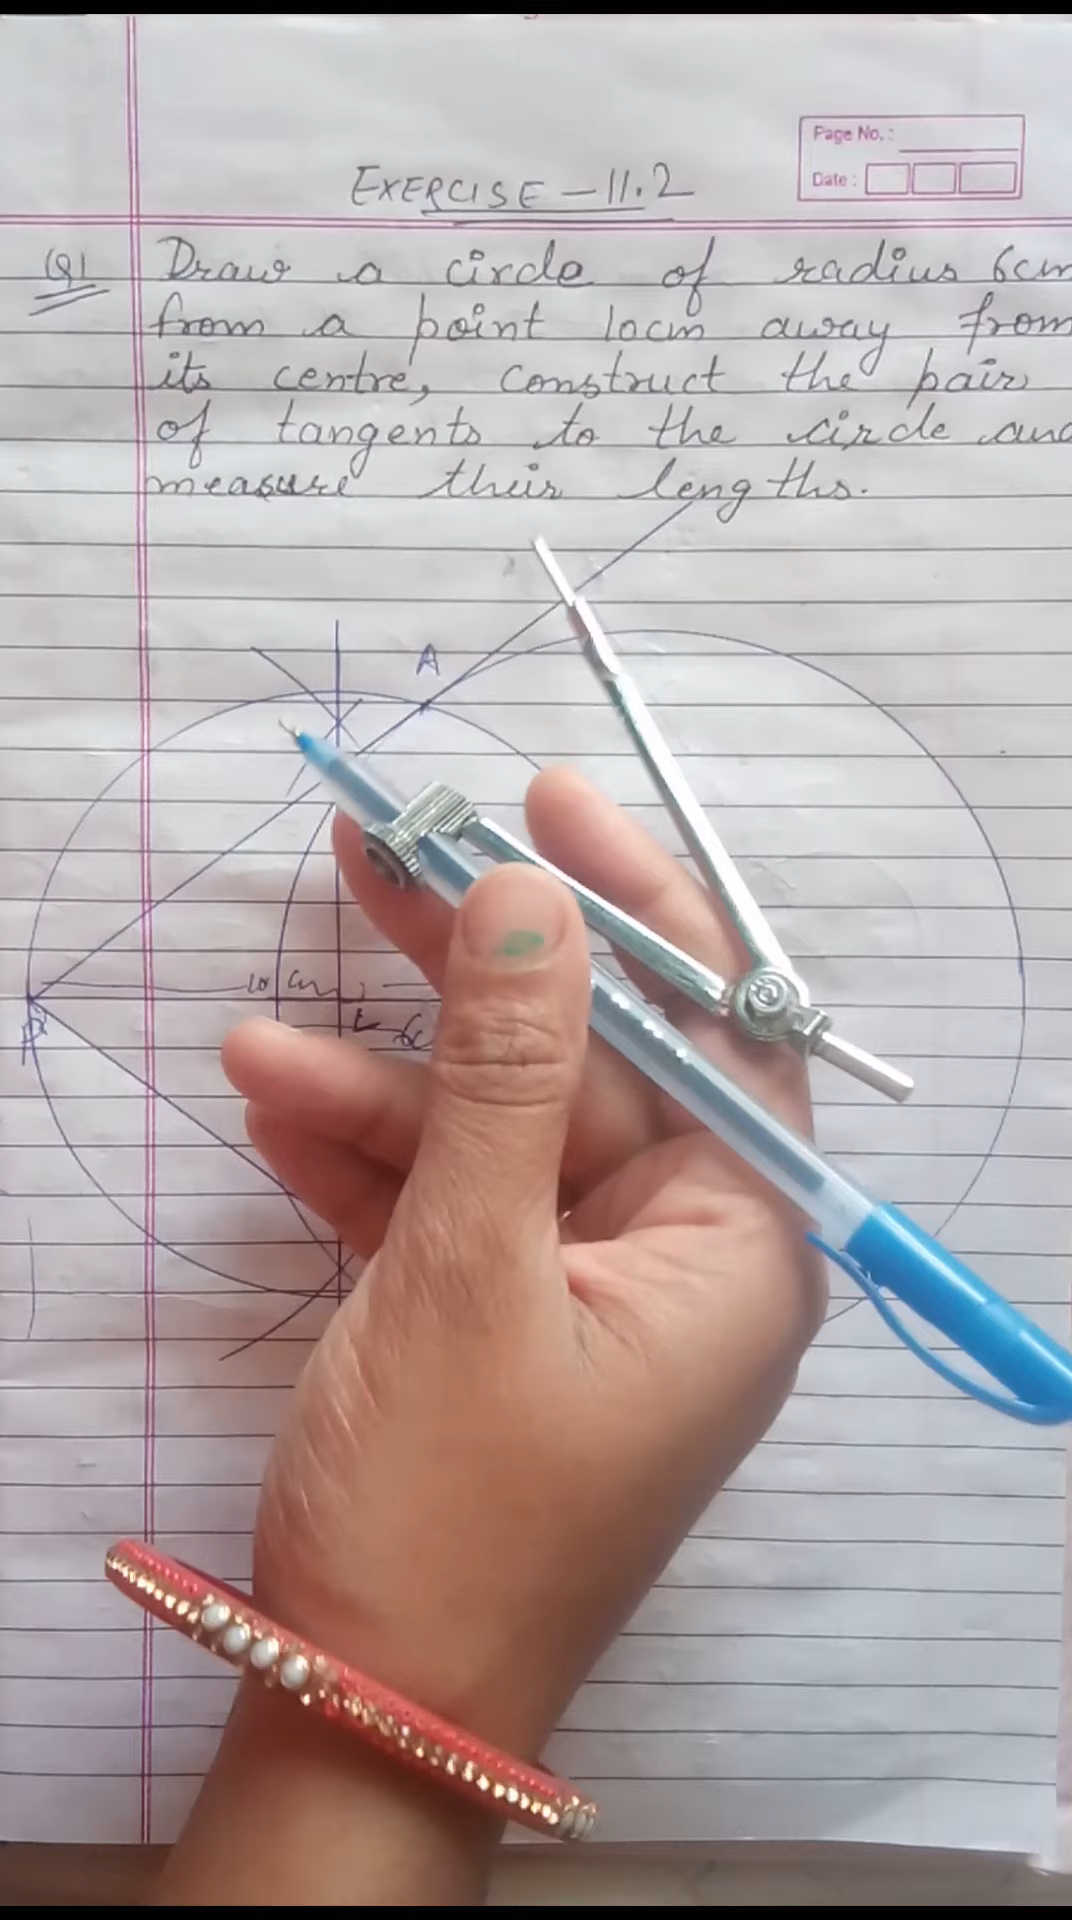 Page No. :
Date :
EXERCISE - 11.2
Q1 Draw a circle of radius 6cm
from a point 10cm away from
its centre, construct the pair
of tangents to the circle and
measure their lengths.
A
10 cm
P